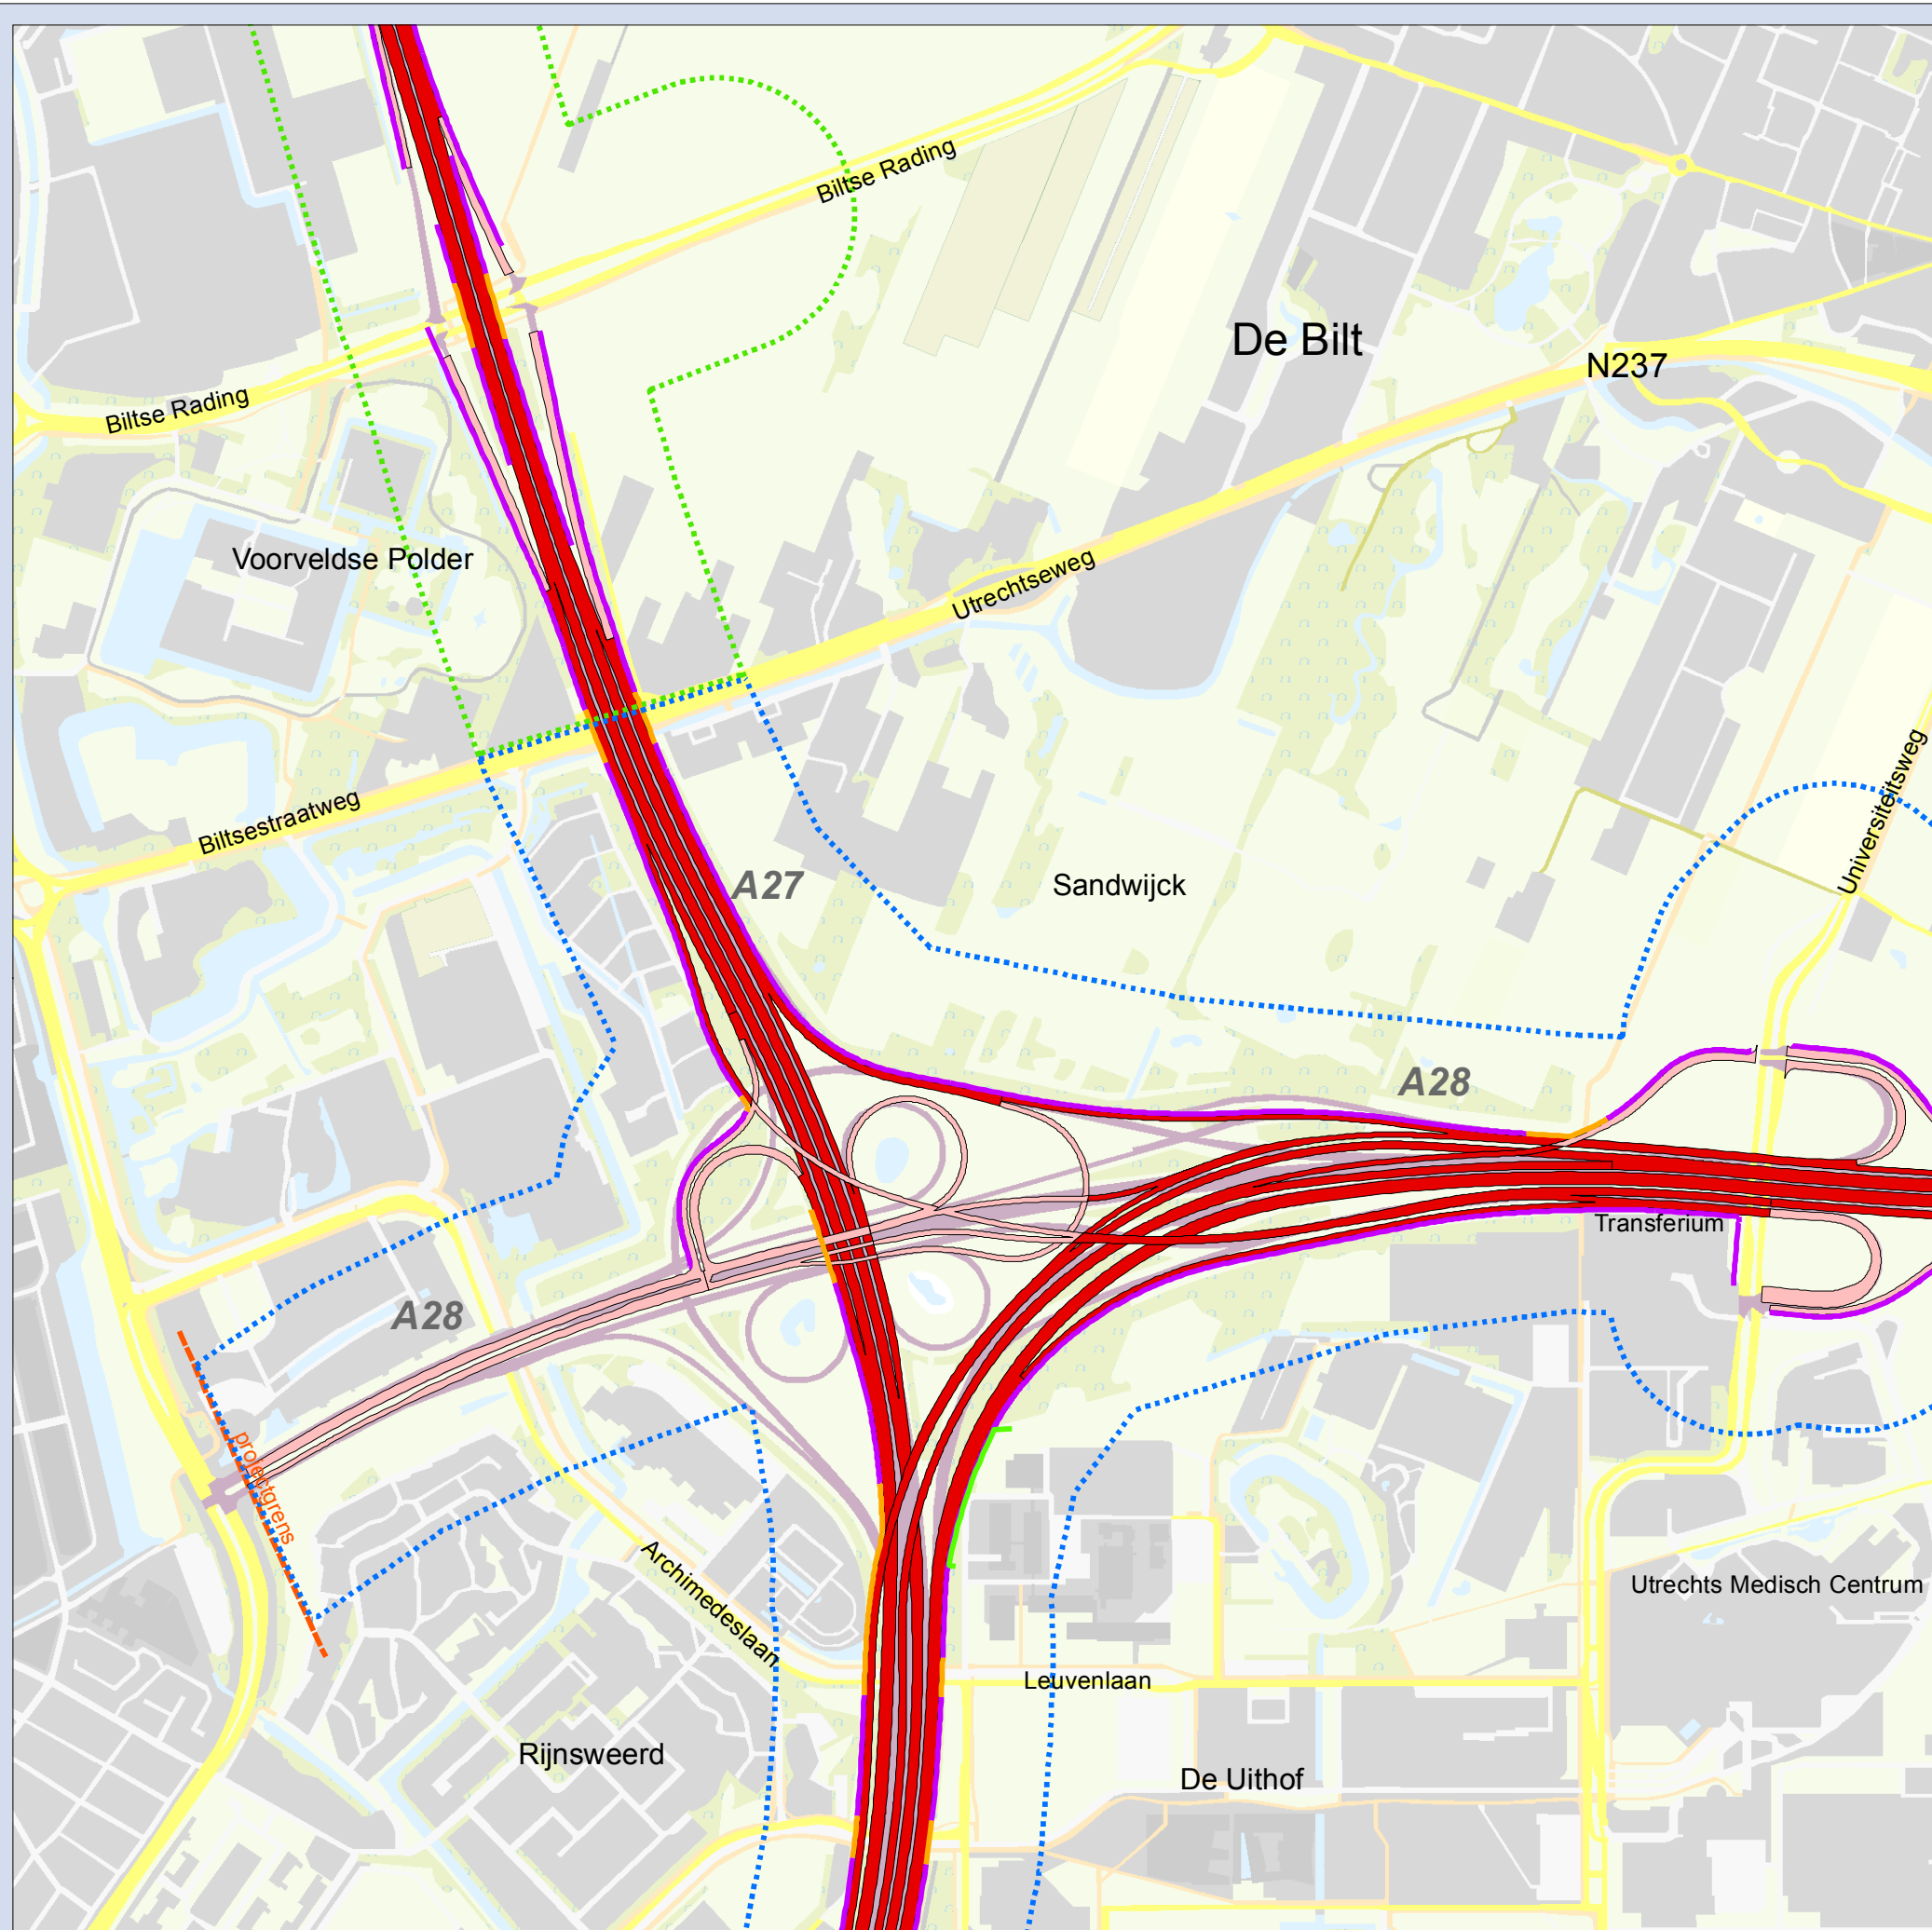 Biltse Rading
De Bilt
N237
Biltse Rading
Voorveldse Polder
Utrechtseweg
Universiteitsweg
Biltsestraatweg
A27
Sandwijck
A28
Transferium
A28
projectgrens
Archimedeslaan
Utrechts Medisch Centrum
Leuvenlaan
Rijnsweerd
De Uithof